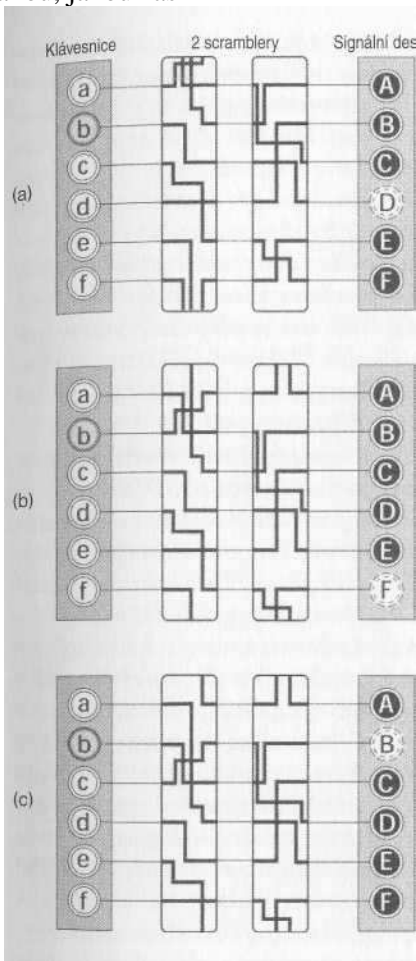 Klávesnice 2 scramblery Signální des
a A
b B
c C
(a)
d D
e E
f F
a A
b B
c C
(b)
d D
e E
f F
a A
b B
c C
(c)
d D
e E
f F